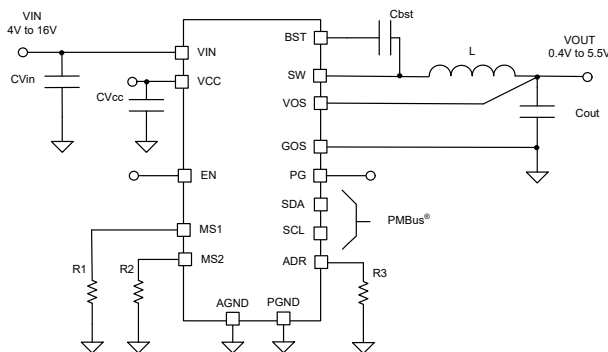 VIN
4V to 16V
CVin
CVcc
VIN
VCC
EN
MS1
MS2
R1
R2
AGND
PGND
BST
SW
VOS
GOS
PG
SDA
SCL
ADR
Cbst
L
VOUT
0.4V to 5.5V
Cout
PMBus®
R3